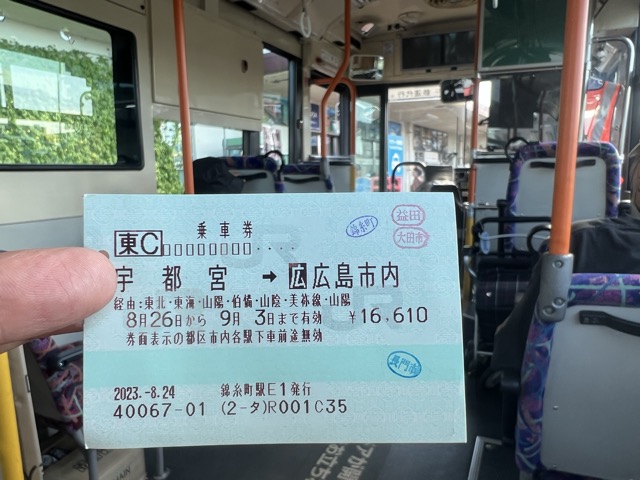 乗車券
東C
錦糸町
益田
大田市
宇都宮 → 広 広島市内
経由:東北・東海・山陽・伯備・山陰・美祢線・山陽
8月26日から 9月 3日まで有効 ¥16,610
券面表示の都区市内各駅下車前途無効
長門市
2023.-8.24 錦糸町駅E1発行
40067-01 (2-タ)R001C35